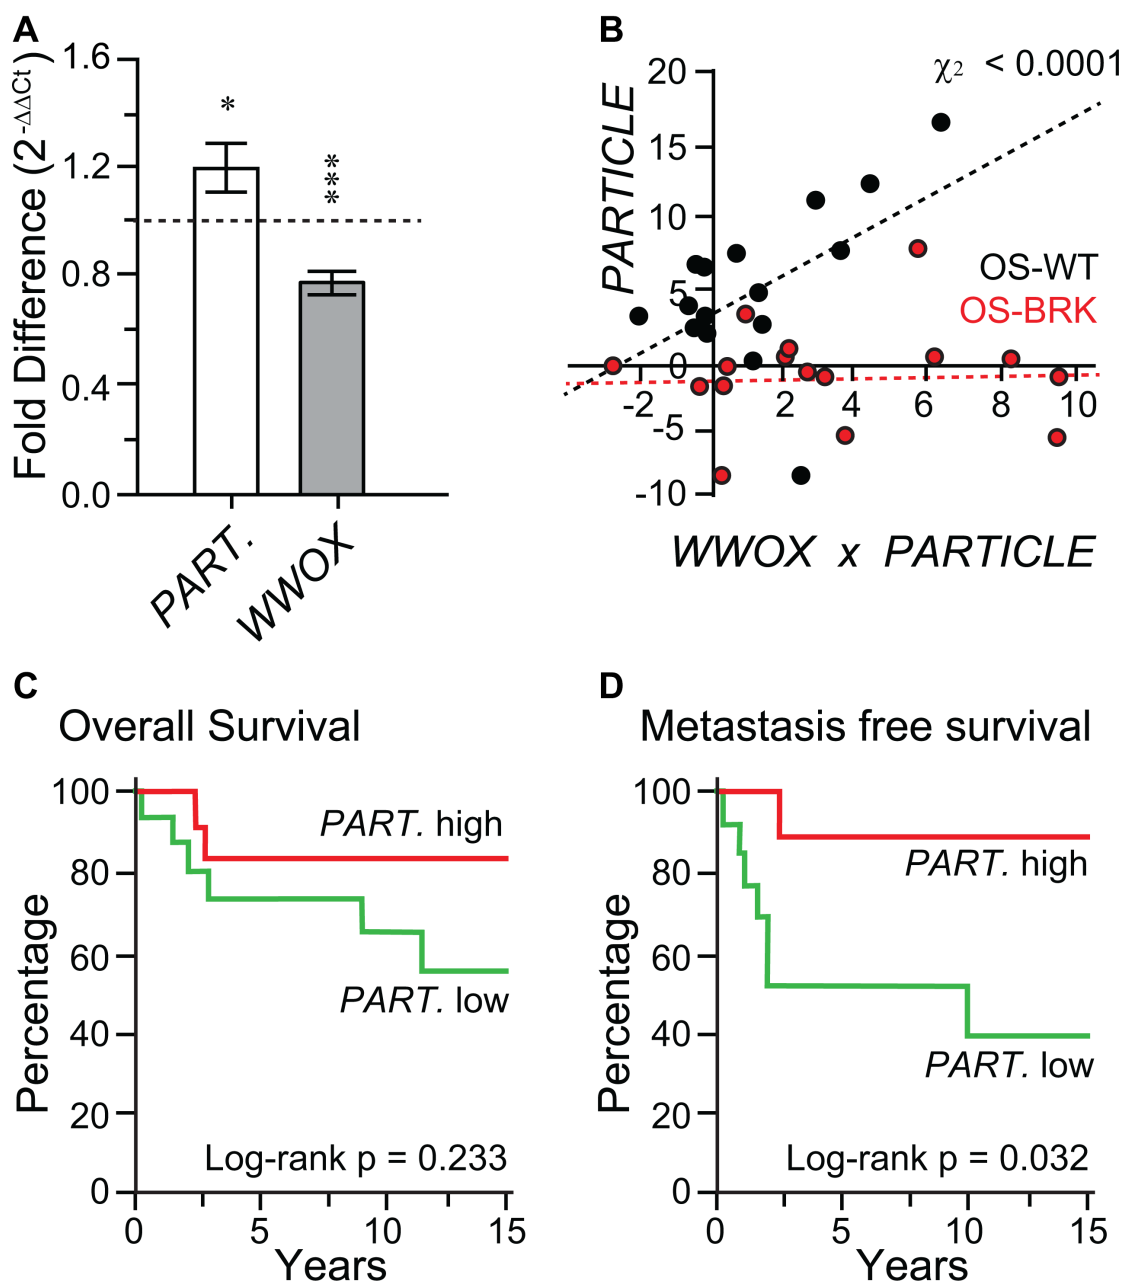 A
Fold Difference (2^-ΔΔCt)
1.6
1.2
0.8
0.4
0.0
*
***
PART.
WWOX
B
PARTICLE
20
15
10
5
0
-5
-10
-2
2
4
6
8
10
χ2 < 0.0001
OS-WT
OS-BRK
WWOX x PARTICLE
C
Overall Survival
Percentage
100
80
60
40
20
0
PART. high
PART. low
Log-rank p = 0.233
0
5
10
15
Years
D
Metastasis free survival
Percentage
100
80
60
40
20
0
PART. high
PART. low
Log-rank p = 0.032
0
5
10
15
Years